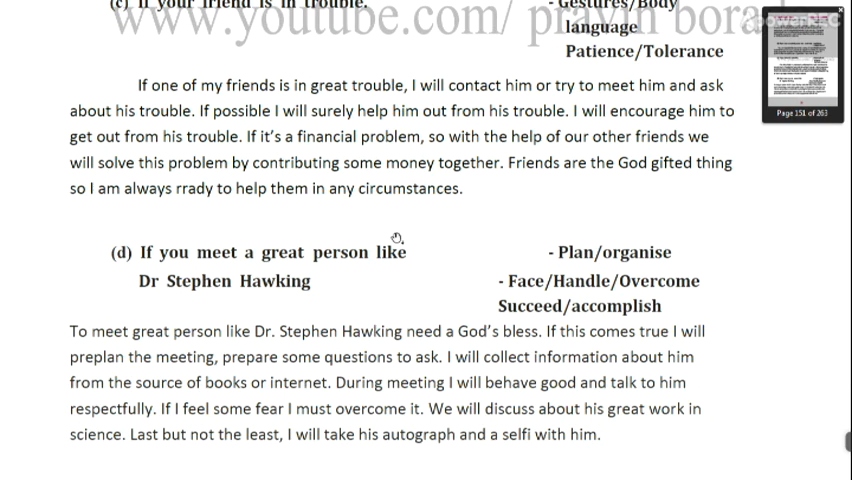 (c) If your friend is in trouble.
- Gestures/Body
language
Patience/Tolerance
www.youtube.com/ pravin borad
If one of my friends is in great trouble, I will contact him or try to meet him and ask
about his trouble. If possible I will surely help him out from his trouble. I will encourage him to
get out from his trouble. If it's a financial problem, so with the help of our other friends we
will solve this problem by contributing some money together. Friends are the God gifted thing
so I am always rrady to help them in any circumstances.
(d) If you meet a great person like
Dr Stephen Hawking
- Plan/organise
- Face/Handle/Overcome
Succeed/accomplish
To meet great person like Dr. Stephen Hawking need a God's bless. If this comes true I will
preplan the meeting, prepare some questions to ask. I will collect information about him
from the source of books or internet. During meeting I will behave good and talk to him
respectfully. If I feel some fear I must overcome it. We will discuss about his great work in
science. Last but not the least, I will take his autograph and a selfi with him.
Page 151 of 263